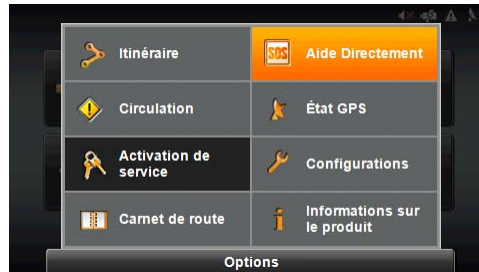 Itinéraire
SOS
Aide Directement
Circulation
État GPS
Activation de
service
Configurations
Carnet de route
Informations sur
le produit
Options